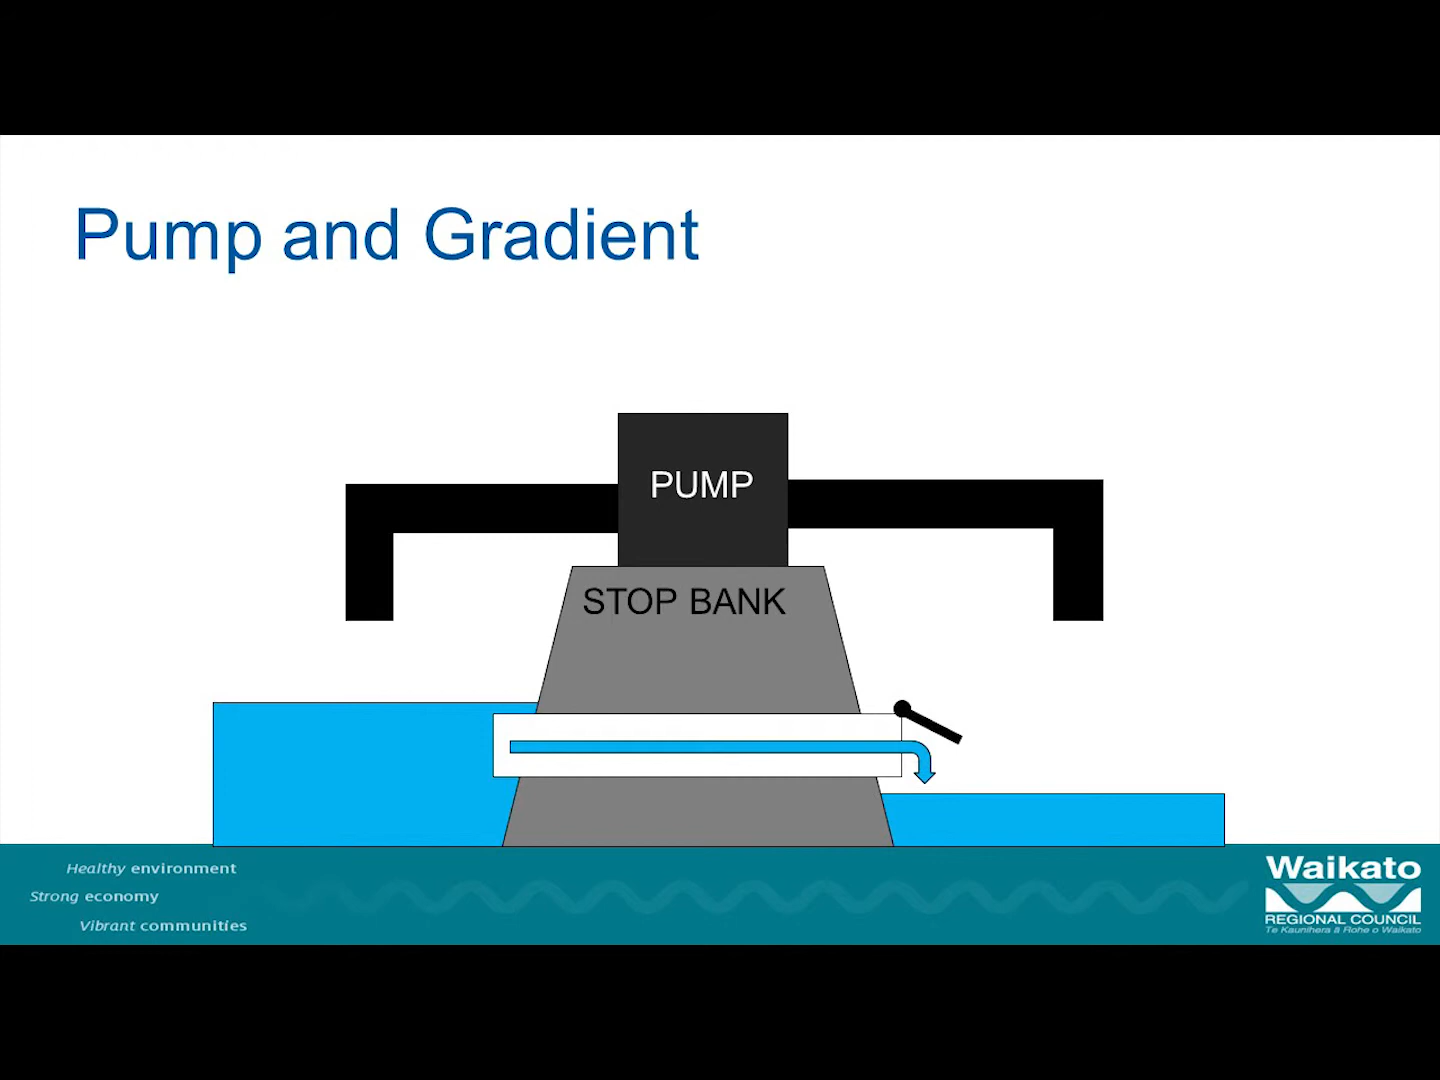 Pump and Gradient
PUMP
STOP BANK
Healthy environment
Strong economy
Vibrant communities
Waikato
REGIONAL COUNCIL
Te Kaunihera ā Rohe o Waikato